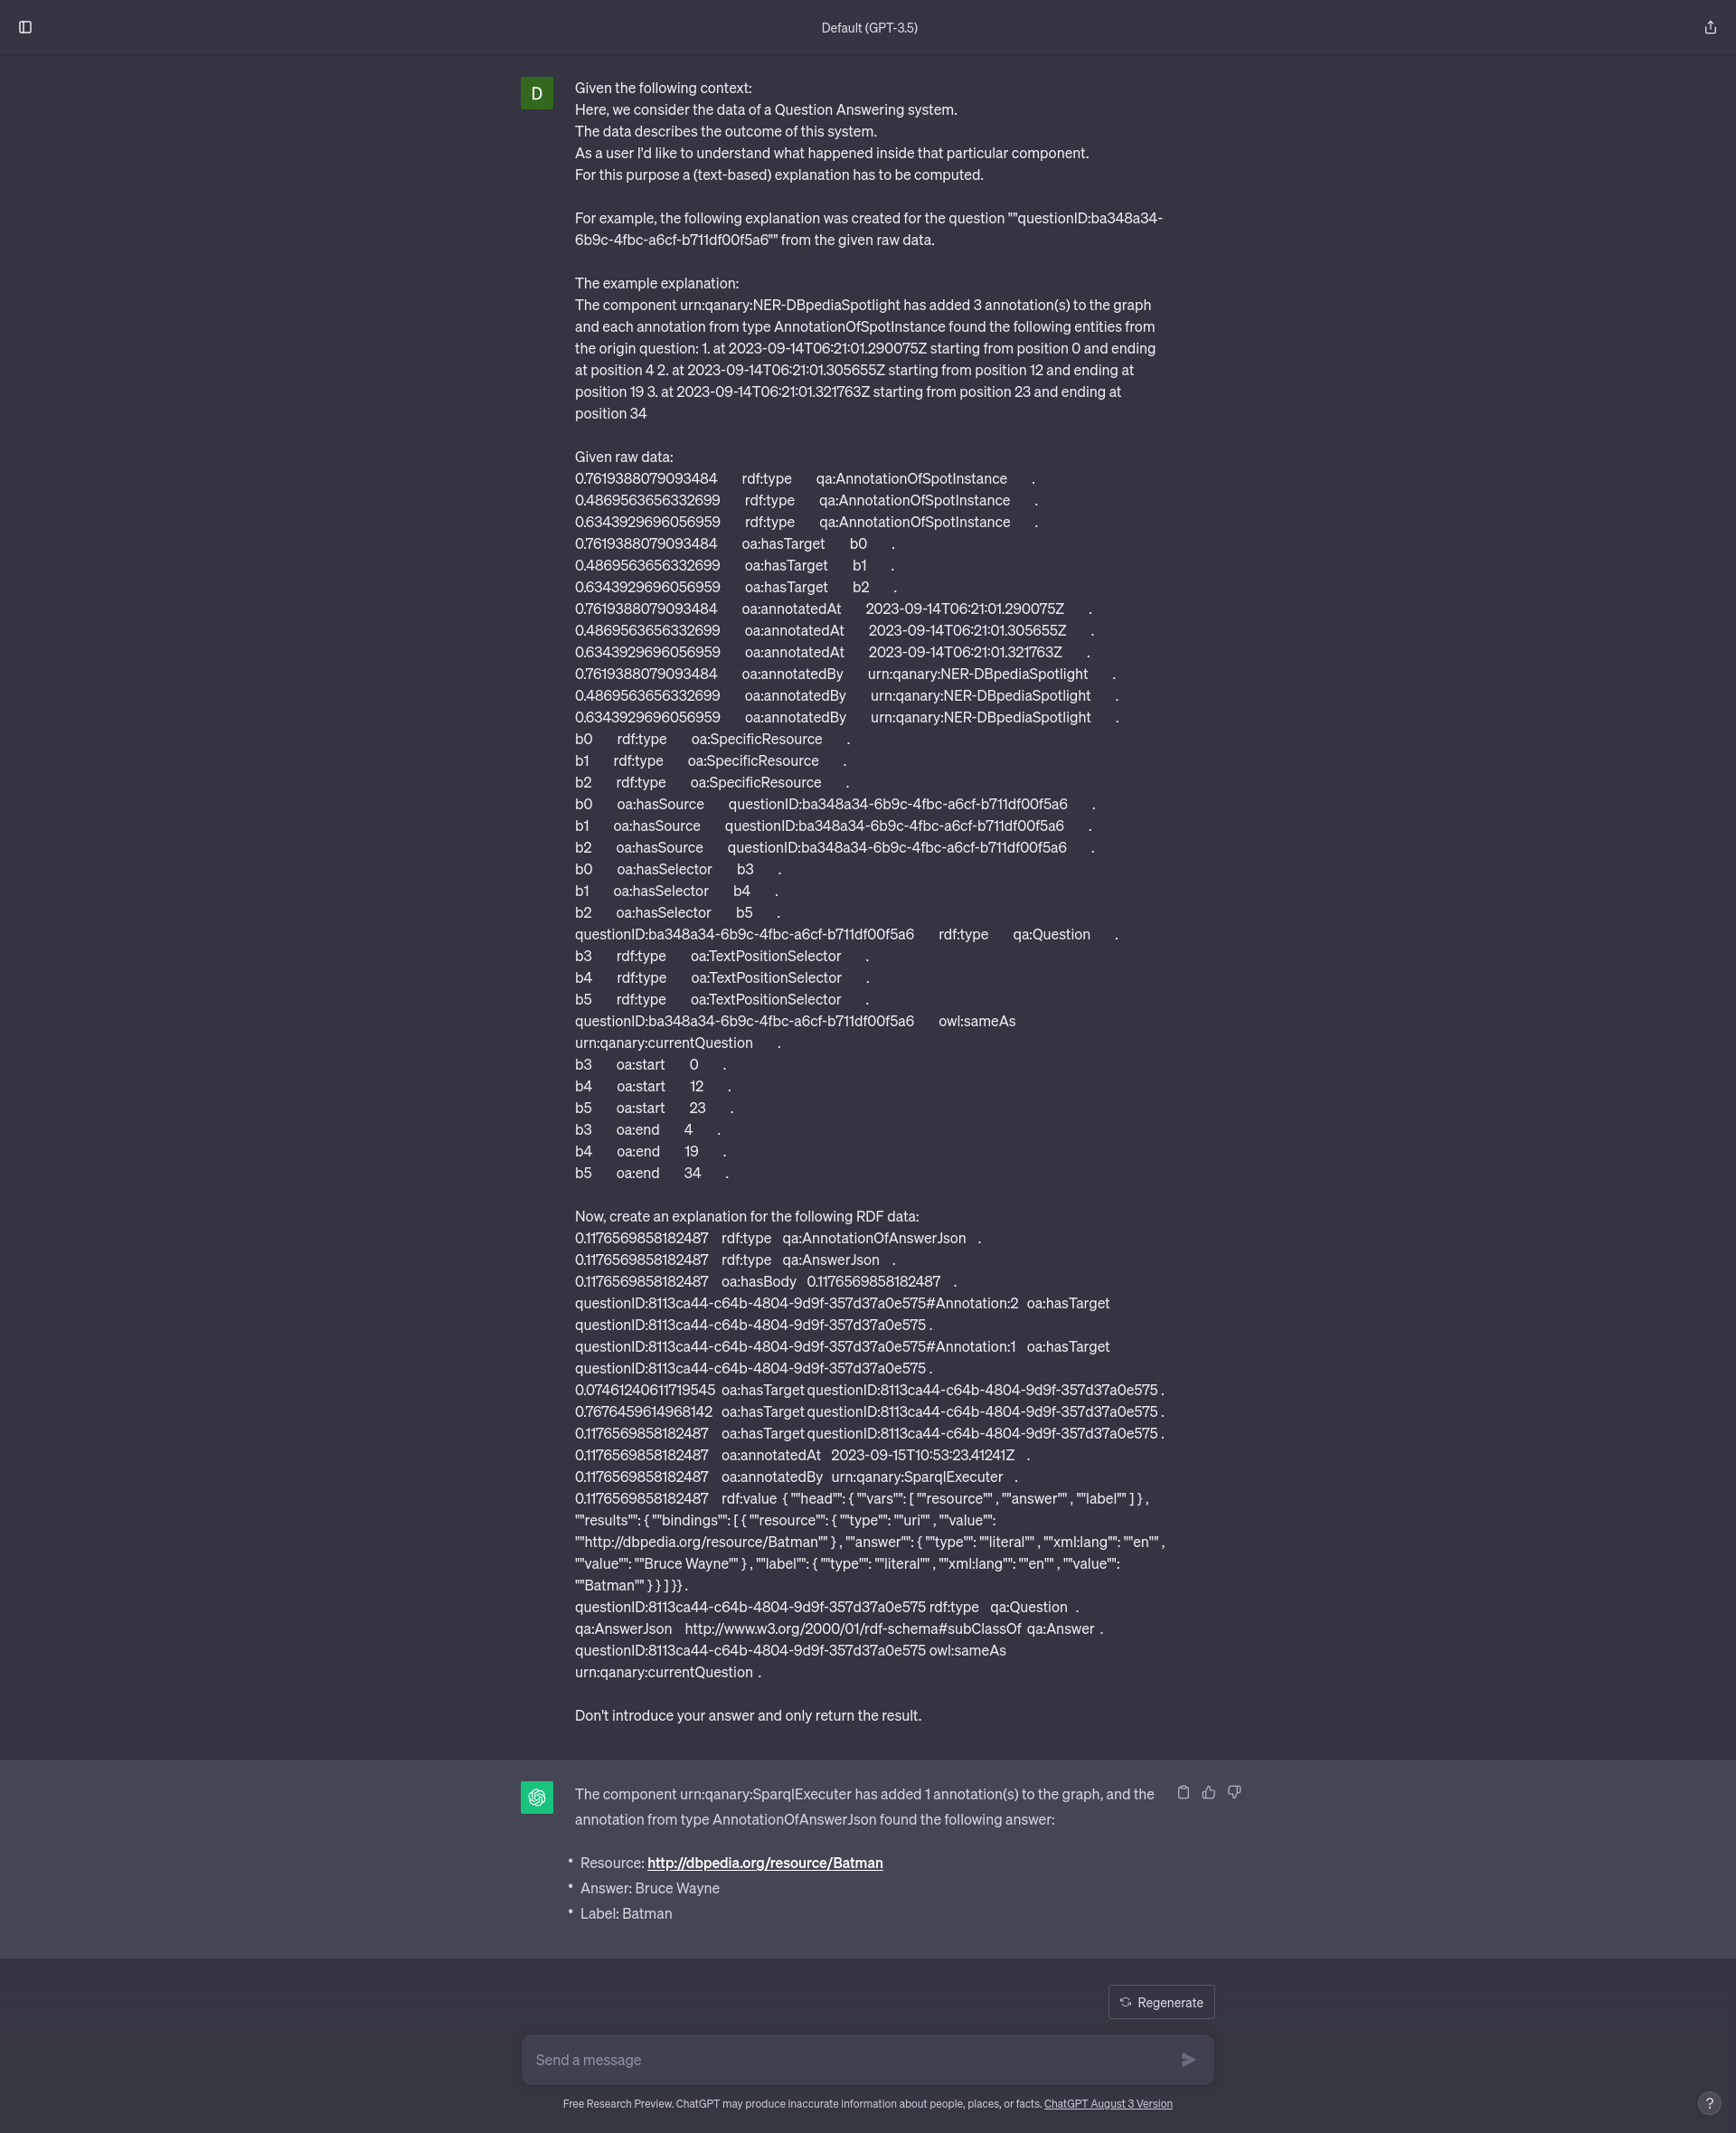 Default (GPT-3.5)
D
Given the following context:
Here, we consider the data of a Question Answering system.
The data describes the outcome of this system.
As a user I'd like to understand what happened inside that particular component.
For this purpose a (text-based) explanation has to be computed.
For example, the following explanation was created for the question ""questionID:ba348a34-
6b9c-4fbc-a6cf-b711df00f5a6"" from the given raw data.
The example explanation:
The component urn:qanary:NER-DBpediaSpotlight has added 3 annotation(s) to the graph
and each annotation from type AnnotationOfSpotInstance found the following entities from
the origin question: 1. at 2023-09-14T06:21:01.290075Z starting from position 0 and ending
at position 4 2. at 2023-09-14T06:21:01.305655Z starting from position 12 and ending at
position 19 3. at 2023-09-14T06:21:01.321763Z starting from position 23 and ending at
position 34
Given raw data:
0.7619388079093484 rdf:type qa:AnnotationOfSpotInstance .
0.4869563656332699 rdf:type qa:AnnotationOfSpotInstance .
0.6343929696056959 rdf:type qa:AnnotationOfSpotInstance .
0.7619388079093484 oa:hasTarget b0 .
0.4869563656332699 oa:hasTarget b1 .
0.6343929696056959 oa:hasTarget b2 .
0.7619388079093484 oa:annotatedAt 2023-09-14T06:21:01.290075Z .
0.4869563656332699 oa:annotatedAt 2023-09-14T06:21:01.305655Z .
0.6343929696056959 oa:annotatedAt 2023-09-14T06:21:01.321763Z .
0.7619388079093484 oa:annotatedBy urn:qanary:NER-DBpediaSpotlight .
0.4869563656332699 oa:annotatedBy urn:qanary:NER-DBpediaSpotlight .
0.6343929696056959 oa:annotatedBy urn:qanary:NER-DBpediaSpotlight .
b0 rdf:type oa:SpecificResource .
b1 rdf:type oa:SpecificResource .
b2 rdf:type oa:SpecificResource .
b0 oa:hasSource questionID:ba348a34-6b9c-4fbc-a6cf-b711df00f5a6 .
b1 oa:hasSource questionID:ba348a34-6b9c-4fbc-a6cf-b711df00f5a6 .
b2 oa:hasSource questionID:ba348a34-6b9c-4fbc-a6cf-b711df00f5a6 .
b0 oa:hasSelector b3 .
b1 oa:hasSelector b4 .
b2 oa:hasSelector b5 .
questionID:ba348a34-6b9c-4fbc-a6cf-b711df00f5a6 rdf:type qa:Question .
b3 rdf:type oa:TextPositionSelector .
b4 rdf:type oa:TextPositionSelector .
b5 rdf:type oa:TextPositionSelector .
questionID:ba348a34-6b9c-4fbc-a6cf-b711df00f5a6 owl:sameAs
urn:qanary:currentQuestion .
b3 oa:start 0 .
b4 oa:start 12 .
b5 oa:start 23 .
b3 oa:end 4 .
b4 oa:end 19 .
b5 oa:end 34 .
Now, create an explanation for the following RDF data:
0.1176569858182487 rdf:type qa:AnnotationOfAnswerJson .
0.1176569858182487 rdf:type qa:AnswerJson .
0.1176569858182487 oa:hasBody 0.1176569858182487 .
questionID:8113ca44-c64b-4804-9d9f-357d37a0e575#Annotation:2 oa:hasTarget
questionID:8113ca44-c64b-4804-9d9f-357d37a0e575 .
questionID:8113ca44-c64b-4804-9d9f-357d37a0e575#Annotation:1 oa:hasTarget
questionID:8113ca44-c64b-4804-9d9f-357d37a0e575 .
0.07461240611719545 oa:hasTarget questionID:8113ca44-c64b-4804-9d9f-357d37a0e575 .
0.7676459614968142 oa:hasTarget questionID:8113ca44-c64b-4804-9d9f-357d37a0e575 .
0.1176569858182487 oa:hasTarget questionID:8113ca44-c64b-4804-9d9f-357d37a0e575 .
0.1176569858182487 oa:annotatedAt 2023-09-15T10:53:23.41241Z .
0.1176569858182487 oa:annotatedBy urn:qanary:SparqlExecuter .
0.1176569858182487 rdf:value { ""head"": { ""vars"": [ ""resource"" , ""answer"" , ""label"" ] } ,
""results"": { ""bindings"": [ { ""resource"": { ""type"": ""uri"" , ""value"":
""http://dbpedia.org/resource/Batman"" } , ""answer"": { ""type"": ""literal"" , ""xml:lang"": ""en"" ,
""value"": ""Bruce Wayne"" } , ""label"": { ""type"": ""literal"" , ""xml:lang"": ""en"" , ""value"":
""Batman"" } } ] }} .
questionID:8113ca44-c64b-4804-9d9f-357d37a0e575 rdf:type qa:Question .
qa:AnswerJson http://www.w3.org/2000/01/rdf-schema#subClassOf qa:Answer .
questionID:8113ca44-c64b-4804-9d9f-357d37a0e575 owl:sameAs
urn:qanary:currentQuestion .
Don't introduce your answer and only return the result.
The component urn:qanary:SparqlExecuter has added 1 annotation(s) to the graph, and the
annotation from type AnnotationOfAnswerJson found the following answer:
• Resource: http://dbpedia.org/resource/Batman
• Answer: Bruce Wayne
• Label: Batman
Regenerate
Send a message
Free Research Preview. ChatGPT may produce inaccurate information about people, places, or facts. ChatGPT August 3 Version
?